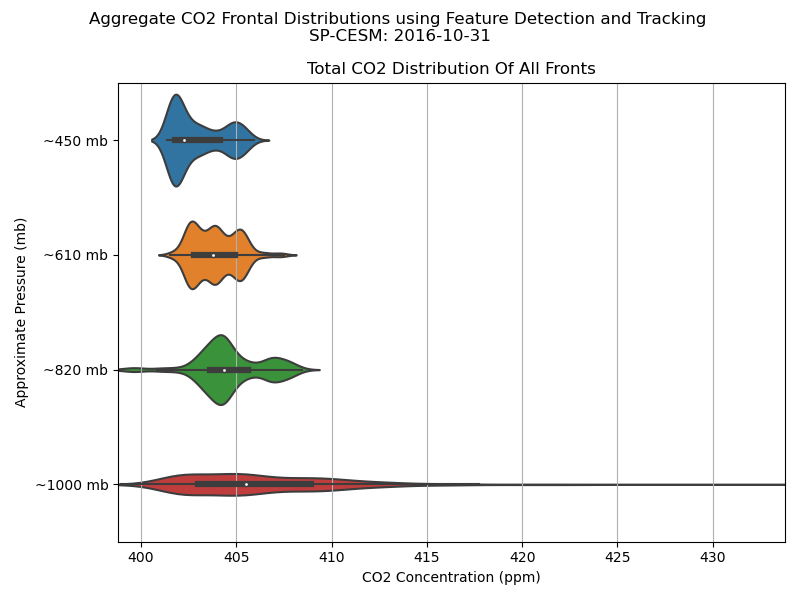 Aggregate CO2 Frontal Distributions using Feature Detection and Tracking
SP-CESM: 2016-10-31
Total CO2 Distribution Of All Fronts
~450 mb
~610 mb
~820 mb
~1000 mb
Approximate Pressure (mb)
400 405 410 415 420 425 430
CO2 Concentration (ppm)